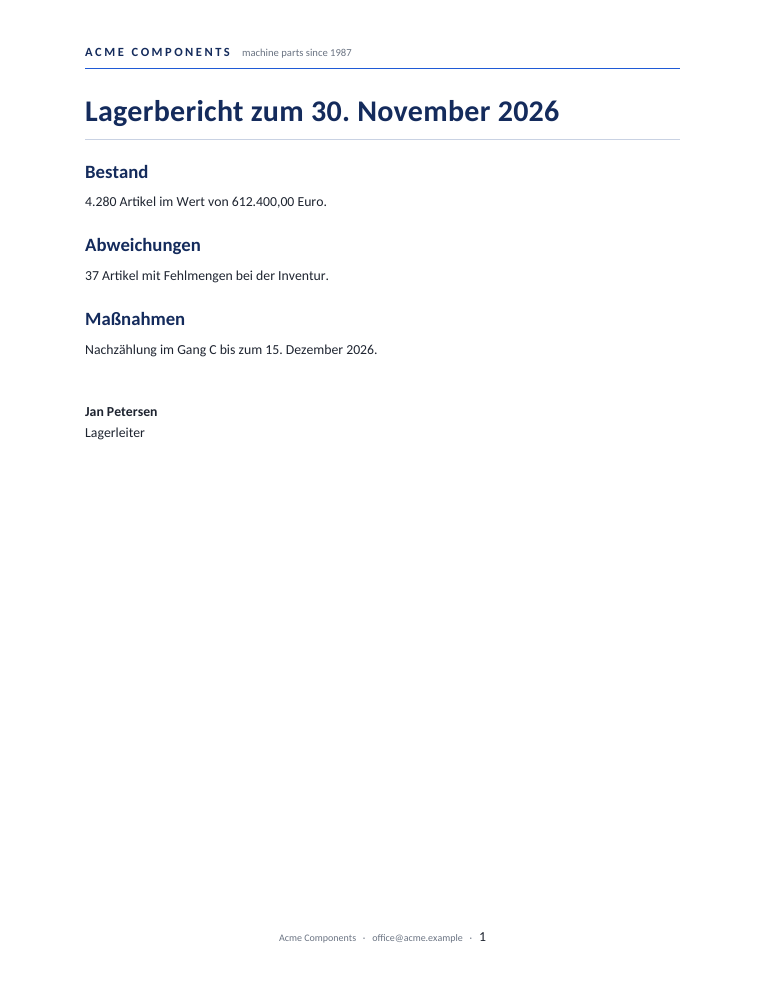 ACME COMPONENTS machine parts since 1987
Lagerbericht zum 30. November 2026
Bestand
4.280 Artikel im Wert von 612.400,00 Euro.
Abweichungen
37 Artikel mit Fehlmengen bei der Inventur.
Maßnahmen
Nachzählung im Gang C bis zum 15. Dezember 2026.
Jan Petersen
Lagerleiter
Acme Components · office@acme.example · 1